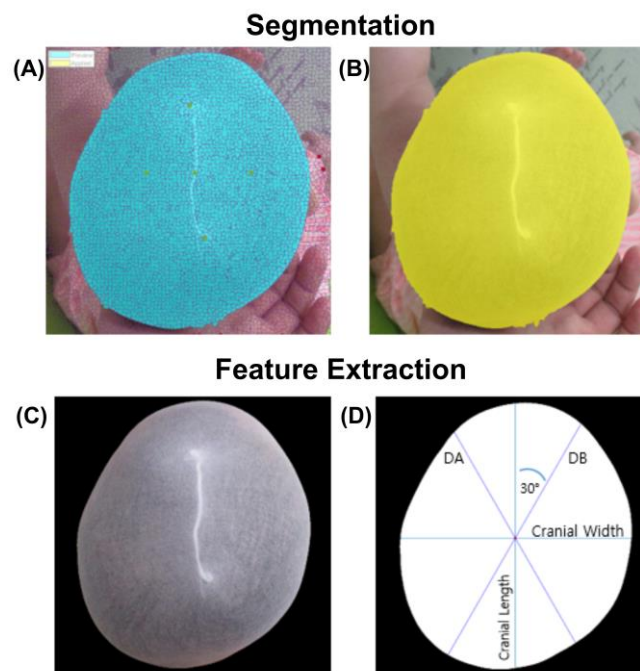 Segmentation
(A)
(B)
Feature Extraction
(C)
(D)
DA
DB
30°
Cranial Width
Cranial Length